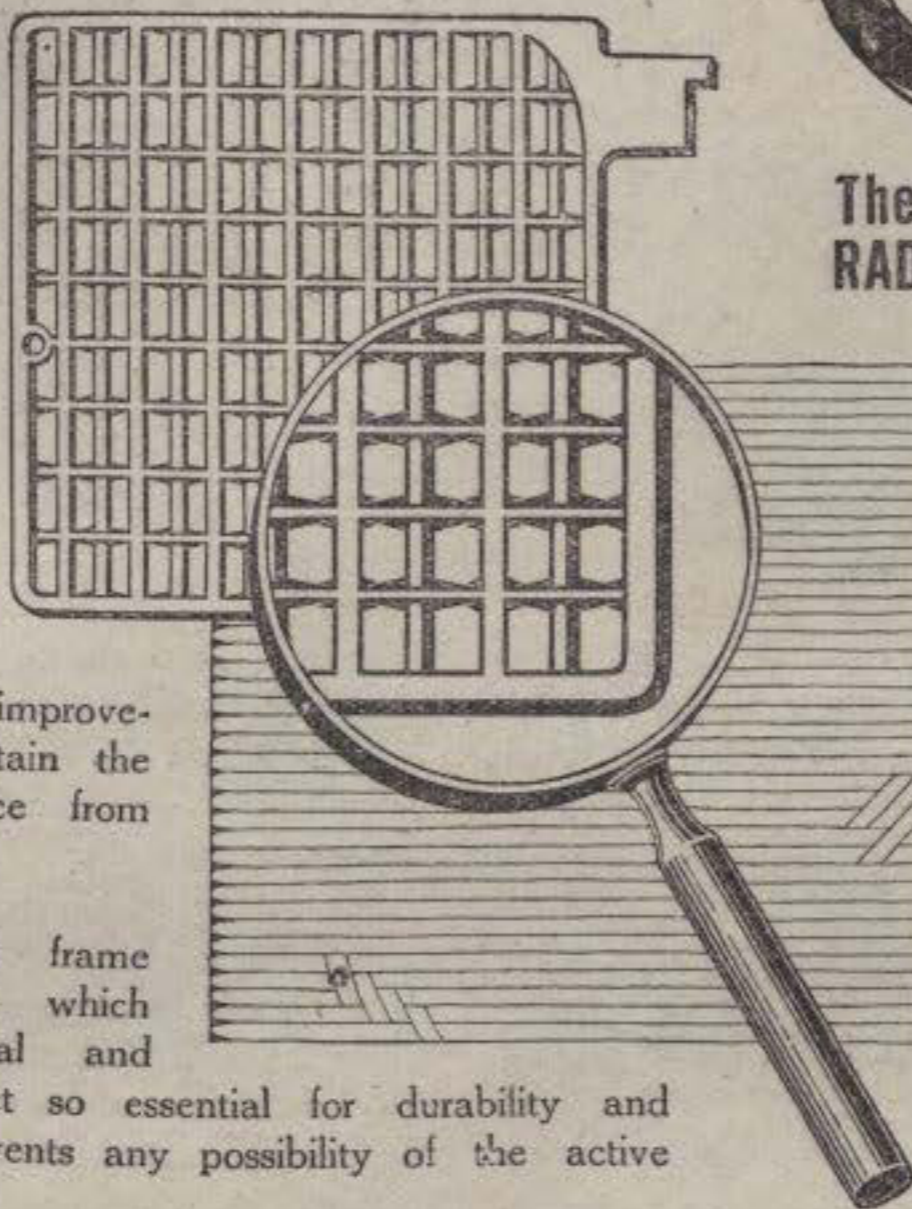 The
RAD
improve-
tain the
ce from
frame
which
al and
t so essential for durability and
vents any possibility of the active